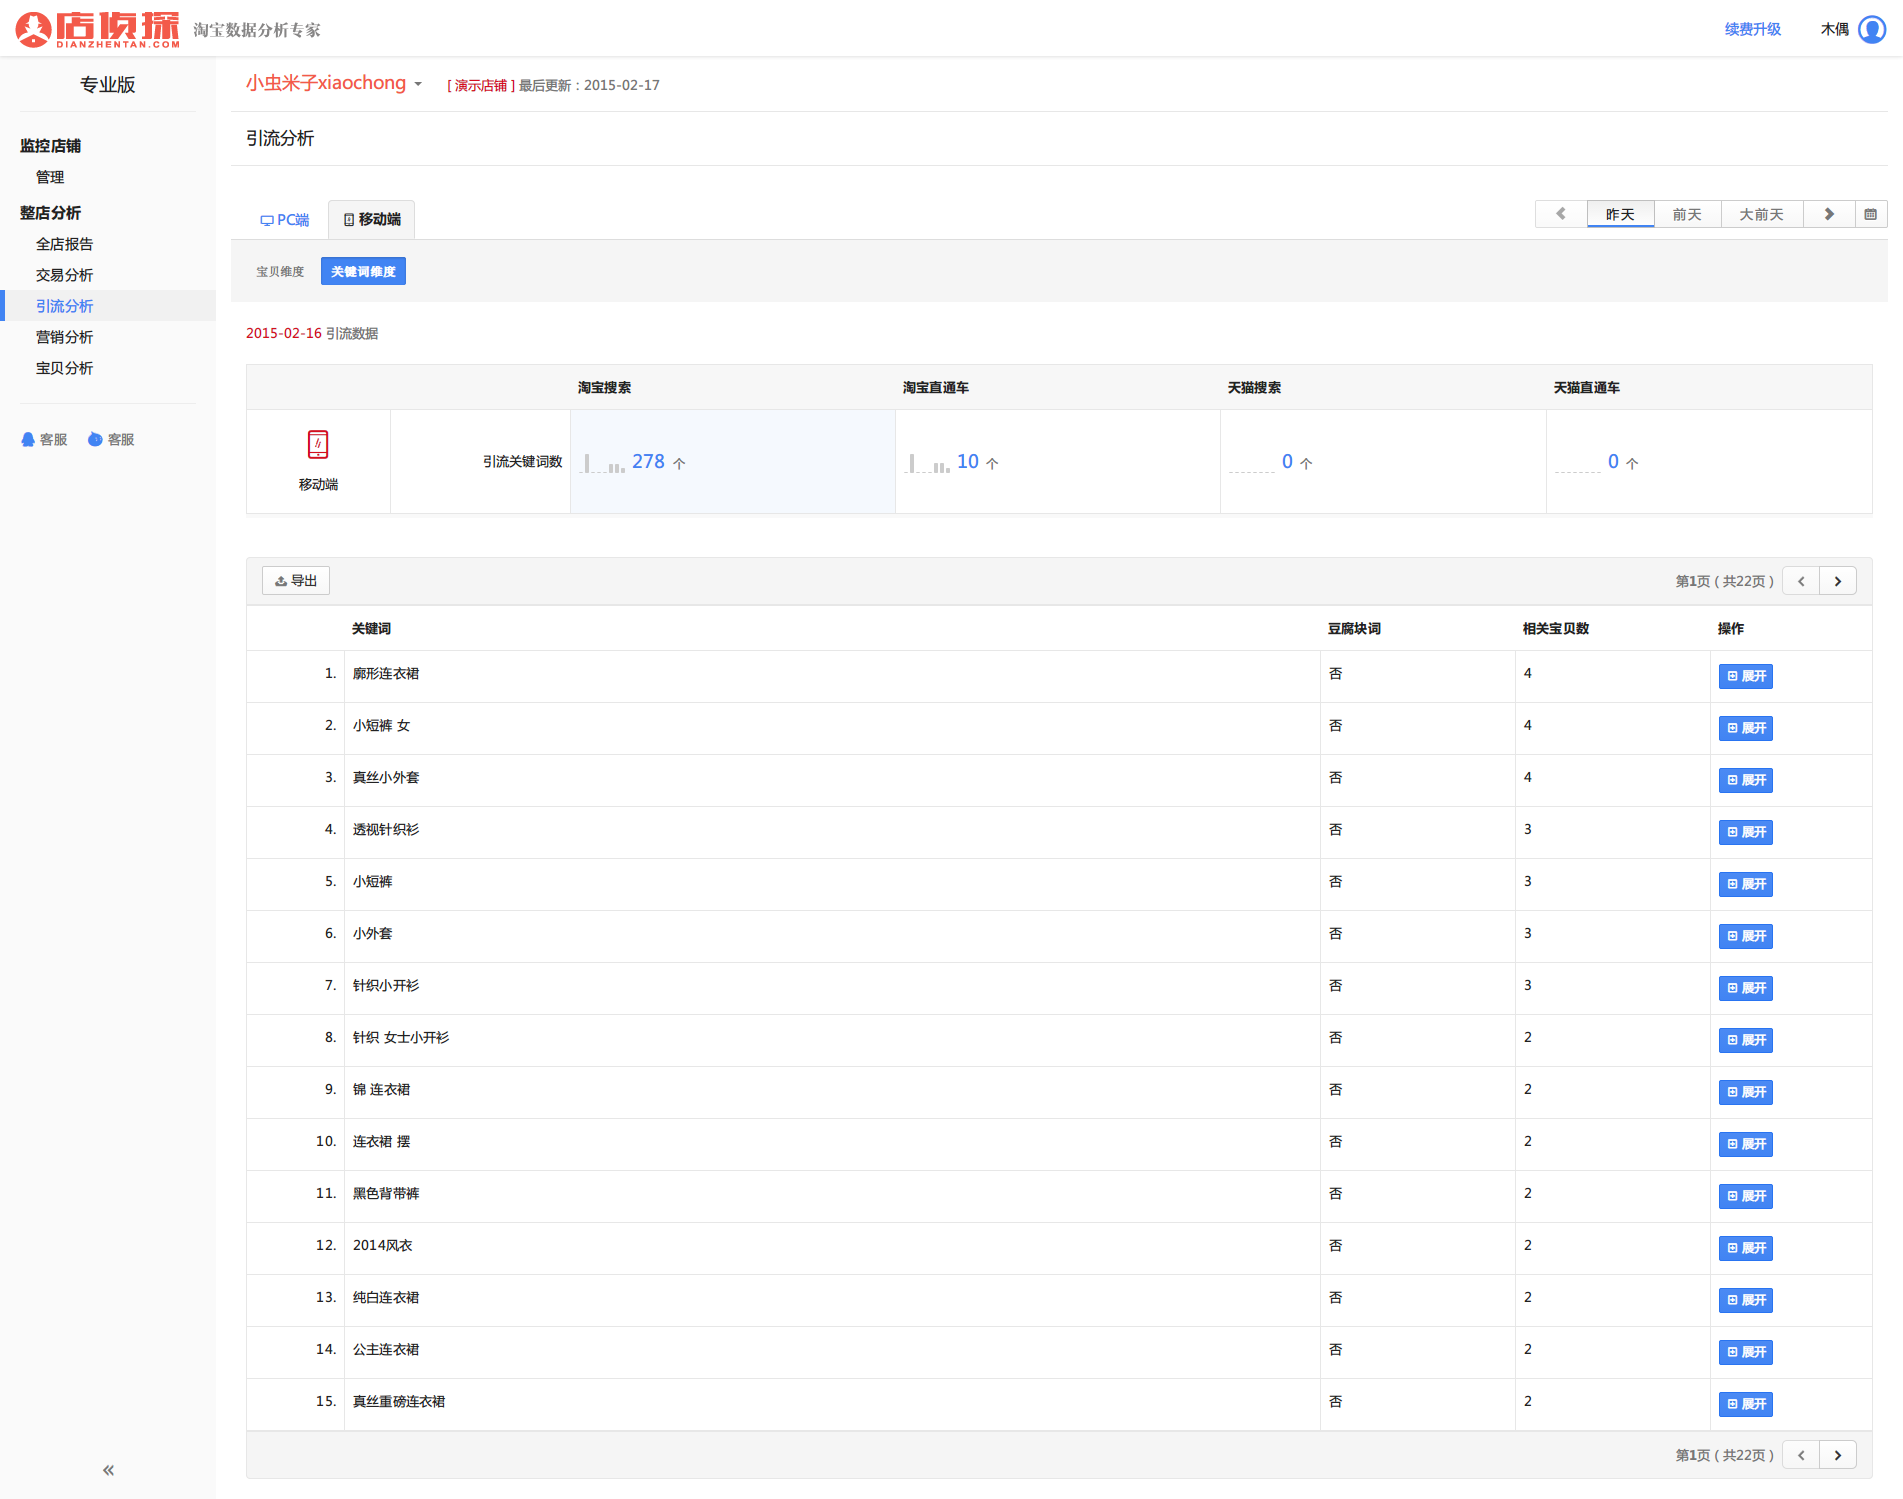 店侦探
DIANZHENTAN.COM
淘宝数据分析专家
续费升级
木偶
专业版
监控店铺
管理
整店分析
全店报告
交易分析
引流分析
营销分析
宝贝分析
客服 客服
小虫米子xiaochong [ 演示店铺 ] 最后更新：2015-02-17
引流分析
PC端 移动端
昨天 前天 大前天
宝贝维度 关键词维度
2015-02-16 引流数据
淘宝搜索 淘宝直通车 天猫搜索 天猫直通车
移动端
引流关键词数 278 个 10 个 0 个 0 个
导出 第1页 ( 共22页 )
关键词 豆腐块词 相关宝贝数 操作
1. 廓形连衣裙 否 4 展开
2. 小短裤 女 否 4 展开
3. 真丝小外套 否 4 展开
4. 透视针织衫 否 3 展开
5. 小短裤 否 3 展开
6. 小外套 否 3 展开
7. 针织小开衫 否 3 展开
8. 针织 女士小开衫 否 2 展开
9. 锦 连衣裙 否 2 展开
10. 连衣裙 摆 否 2 展开
11. 黑色背带裤 否 2 展开
12. 2014风衣 否 2 展开
13. 纯白连衣裙 否 2 展开
14. 公主连衣裙 否 2 展开
15. 真丝重磅连衣裙 否 2 展开
第1页 ( 共22页 )